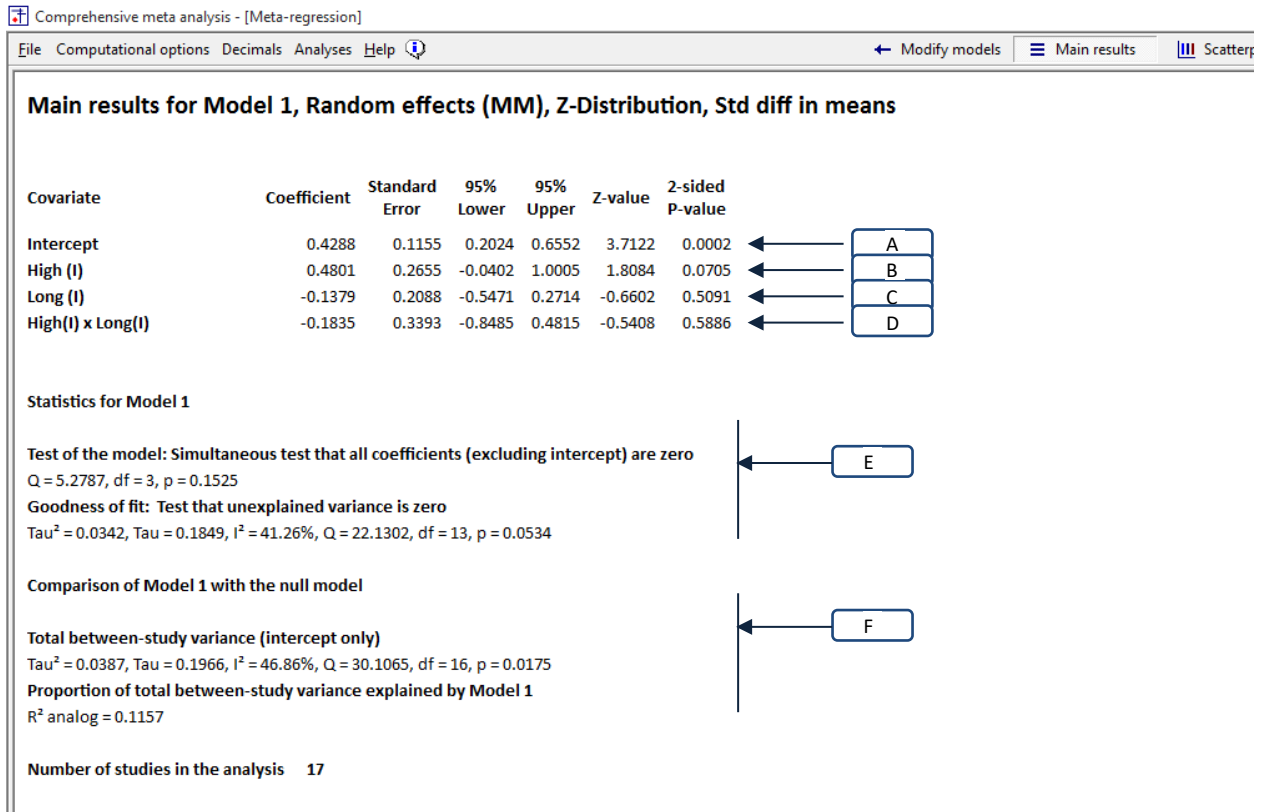 Comprehensive meta analysis - [Meta-regression]
File Computational options Decimals Analyses Help Modify models Main results Scatterp
Main results for Model 1, Random effects (MM), Z-Distribution, Std diff in means
Covariate Coefficient Standard Error 95% Lower 95% Upper Z-value 2-sided P-value
Intercept 0.4288 0.1155 0.2024 0.6552 3.7122 0.0002 A
High (I) 0.4801 0.2655 -0.0402 1.0005 1.8084 0.0705 B
Long (I) -0.1379 0.2088 -0.5471 0.2714 -0.6602 0.5091 C
High(I) x Long(I) -0.1835 0.3393 -0.8485 0.4815 -0.5408 0.5886 D
Statistics for Model 1
Test of the model: Simultaneous test that all coefficients (excluding intercept) are zero
E
Q = 5.2787, df = 3, p = 0.1525
Goodness of fit: Test that unexplained variance is zero
Tau² = 0.0342, Tau = 0.1849, I² = 41.26%, Q = 22.1302, df = 13, p = 0.0534
Comparison of Model 1 with the null model
F
Total between-study variance (intercept only)
Tau² = 0.0387, Tau = 0.1966, I² = 46.86%, Q = 30.1065, df = 16, p = 0.0175
Proportion of total between-study variance explained by Model 1
R² analog = 0.1157
Number of studies in the analysis 17